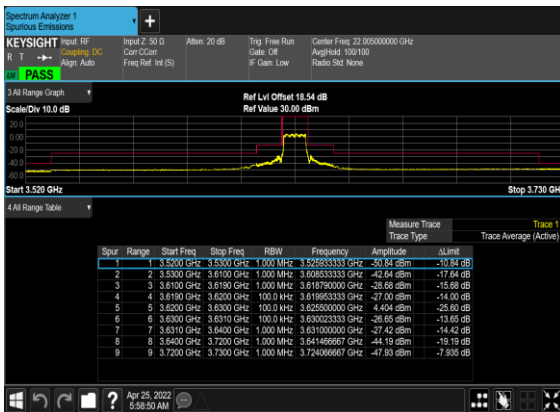 Spectrum Analyzer 1
Spurious Emissions
KEYSIGHT Input: RF Input Z: 50 Ω Atten: 20 dB Trig: Free Run Center Freq: 22.005000000 GHz
R T Coupling: DC Corr CCorr Gate: Off Avg|Hold: 100/100
Align: Auto Freq Ref: Int (S) IF Gain: Low Radio Std: None
PASS
3 All Range Graph
Ref Lvl Offset 18.54 dB
Scale/Div 10.0 dB Ref Value 30.00 dBm
20.0
0.00
-20.0
-40.0
-60.0
Start 3.520 GHz Stop 3.730 GH
4 All Range Table
Measure Trace Trace 1
Trace Type Trace Average (Active)
Spur Range Start Freq Stop Freq RBW Frequency Amplitude ΔLimit
1 1 3.5200 GHz 3.5300 GHz 1.000 MHz 3.525933333 GHz -50.84 dBm -10.84 dB
2 2 3.5300 GHz 3.6100 GHz 1.000 MHz 3.608533333 GHz -42.64 dBm -17.64 dB
3 3 3.6100 GHz 3.6190 GHz 1.000 MHz 3.618790000 GHz -28.68 dBm -15.68 dB
4 4 3.6190 GHz 3.6200 GHz 100.0 kHz 3.619953333 GHz -27.00 dBm -14.00 dB
5 5 3.6200 GHz 3.6300 GHz 100.0 kHz 3.625500000 GHz 4.404 dBm -25.60 dB
6 6 3.6300 GHz 3.6310 GHz 100.0 kHz 3.630023333 GHz -26.65 dBm -13.65 dB
7 7 3.6310 GHz 3.6400 GHz 1.000 MHz 3.631000000 GHz -27.42 dBm -14.42 dB
8 8 3.6400 GHz 3.7200 GHz 1.000 MHz 3.641466667 GHz -44.19 dBm -19.19 dB
9 9 3.7200 GHz 3.7300 GHz 1.000 MHz 3.724066667 GHz -47.93 dBm -7.935 dB
Apr 25, 2022
5:58:50 AM